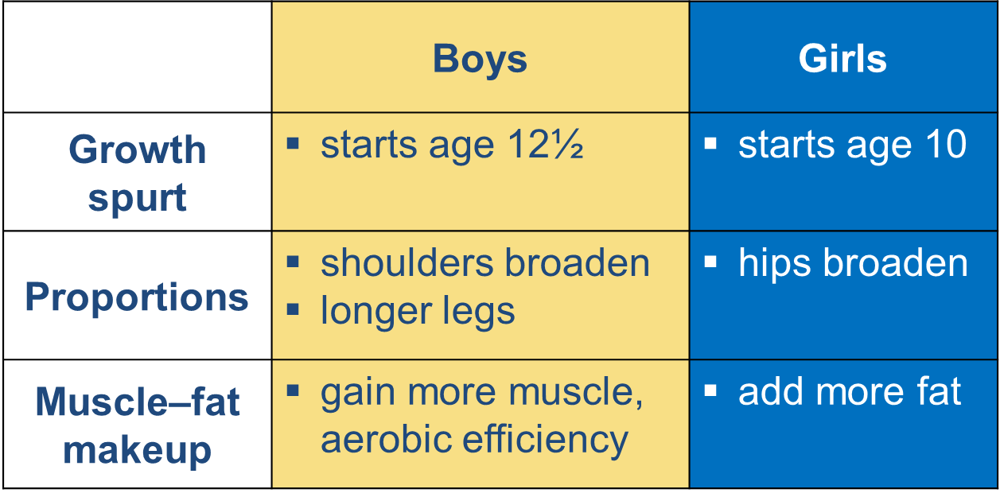 Boys
Girls
Growth
spurt
▪ starts age 12½
▪ starts age 10
Proportions
▪ shoulders broaden
▪ longer legs
▪ hips broaden
Muscle–fat
makeup
▪ gain more muscle,
aerobic efficiency
▪ add more fat